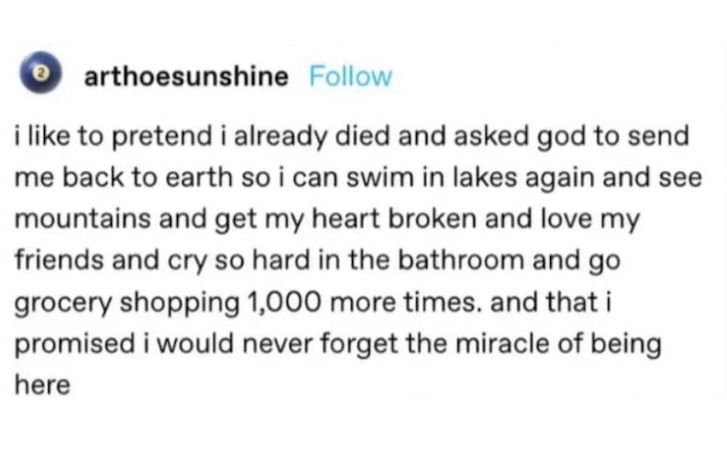 arthoesunshine Follow
i like to pretend i already died and asked god to send
me back to earth so i can swim in lakes again and see
mountains and get my heart broken and love my
friends and cry so hard in the bathroom and go
grocery shopping 1,000 more times. and that i
promised i would never forget the miracle of being
here